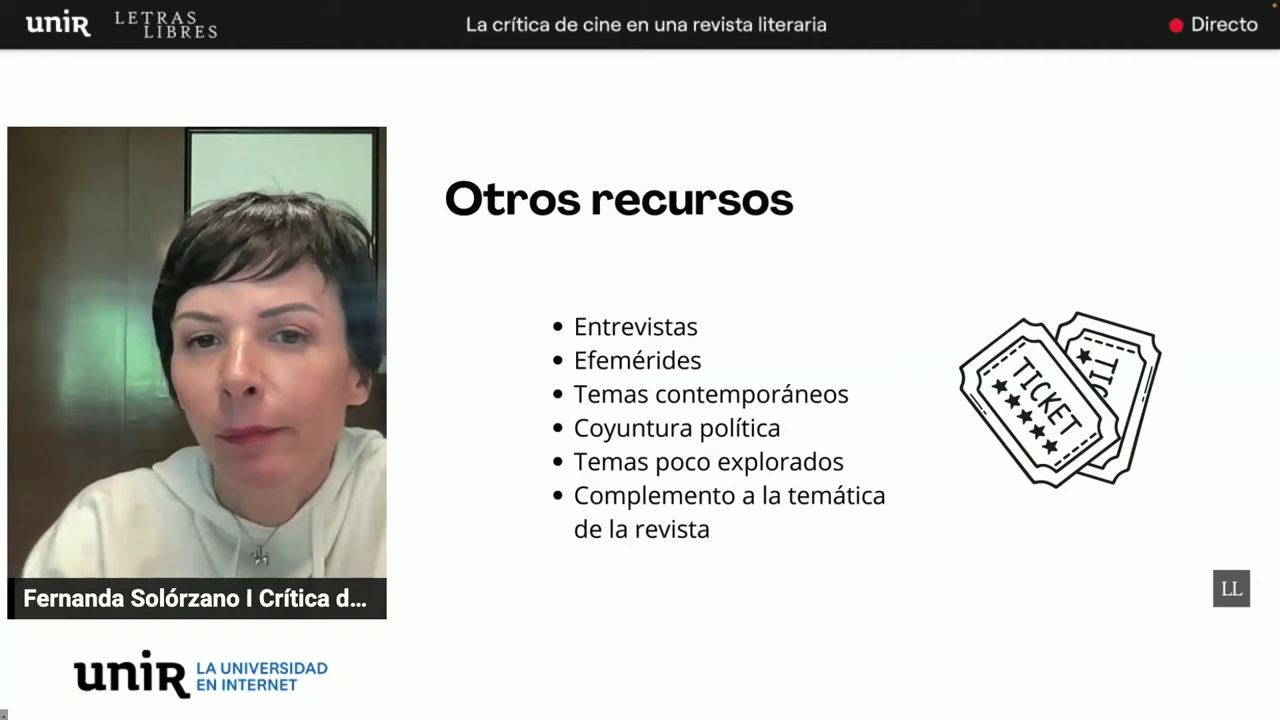 unir LETRAS LIBRES
La crítica de cine en una revista literaria
Directo
Otros recursos
Entrevistas
Efemérides
Temas contemporáneos
Coyuntura política
Temas poco explorados
Complemento a la temática
de la revista
TICKET
Fernanda Solórzano I Crítica d...
LL
unir LA UNIVERSIDAD
EN INTERNET